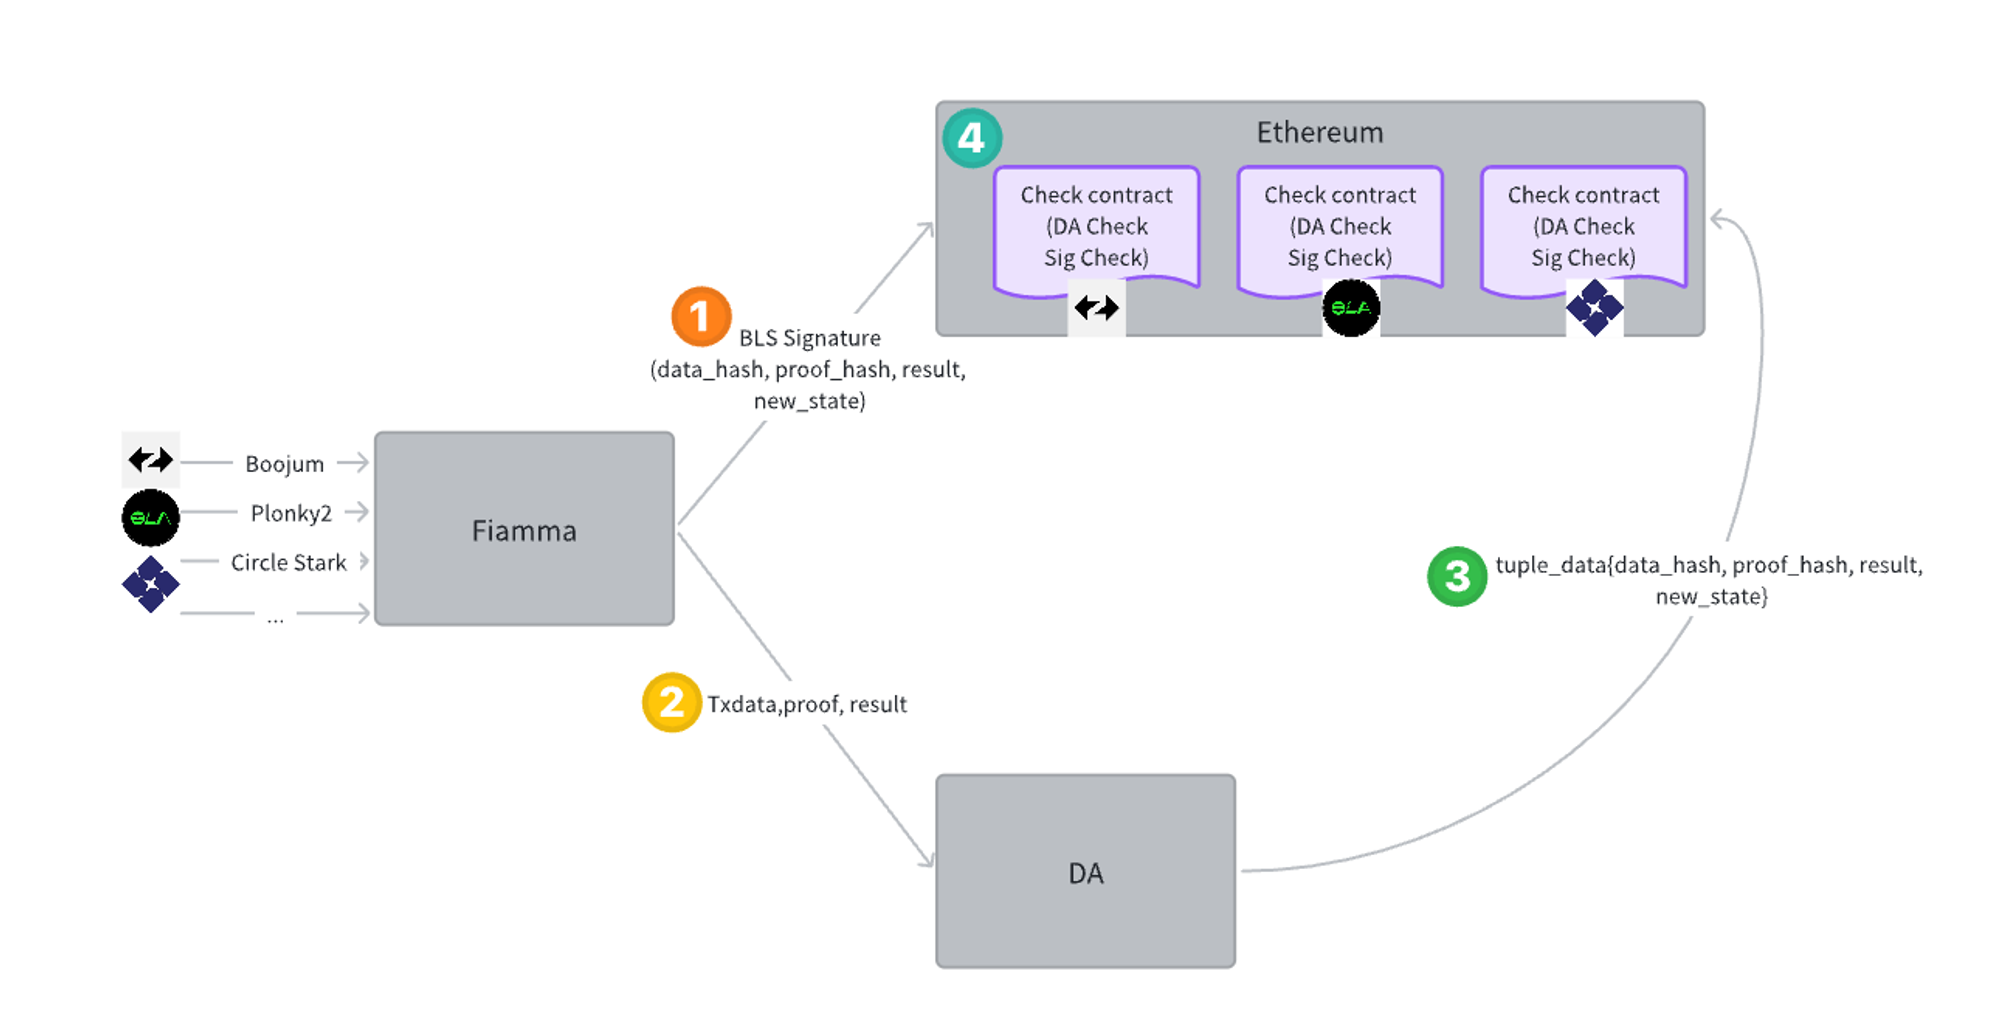 4
Ethereum
Check contract
(DA Check
Sig Check)
Check contract
(DA Check
Sig Check)
Check contract
(DA Check
Sig Check)
1
BLS Signature
(data_hash, proof_hash, result,
new_state)
Boojum
Plonky2
Circle Stark
...
Fiamma
3
tuple_data{data_hash, proof_hash, result,
new_state}
2
Txdata,proof, result
DA